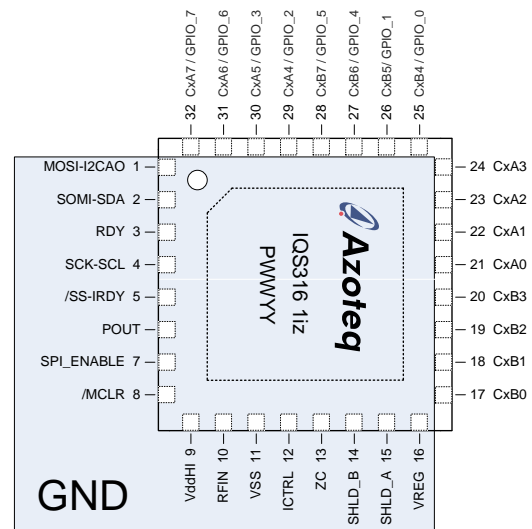 32 CxA7 / GPIO_7
31 CxA6 / GPIO_6
30 CxA5 / GPIO_3
29 CxA4 / GPIO_2
28 CxB7 / GPIO_5
27 CxB6 / GPIO_4
26 CxB5/ GPIO_1
25 CxB4 / GPIO_0
MOSI-I2CAO 1
SOMI-SDA 2
RDY 3
SCK-SCL 4
/SS-IRDY 5
POUT
SPI_ENABLE 7
/MCLR 8
Azoteq
IQS316 1iz
PWWYY
24 CxA3
23 CxA2
22 CxA1
21 CxA0
20 CxB3
19 CxB2
18 CxB1
17 CxB0
VddHI 9
RFIN 10
VSS 11
ICTRL 12
ZC 13
SHLD_B 14
SHLD_A 15
VREG 16
GND